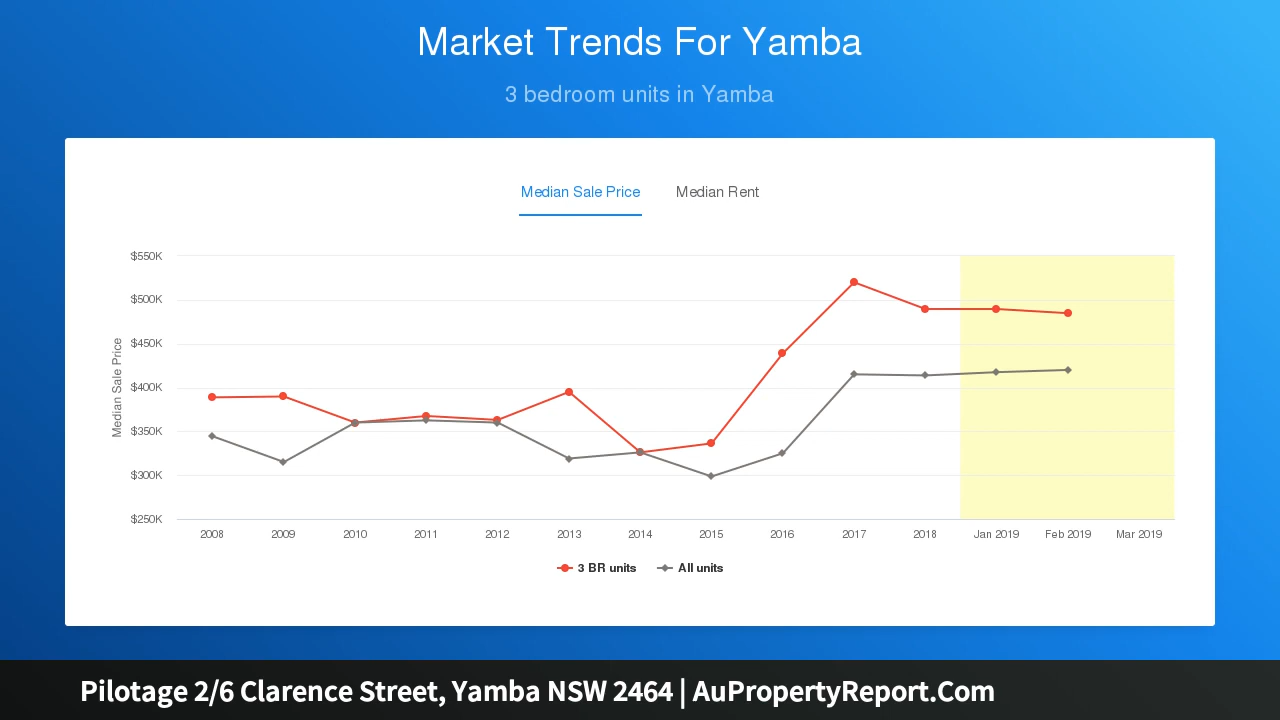 Market Trends For Yamba
3 bedroom units in Yamba
Median Sale Price
Median Rent
Median Sale Price
$550K
$500K
$450K
$400K
$350K
$300K
$250K
2008
2009
2010
2011
2012
2013
2014
2015
2016
2017
2018
Jan 2019
Feb 2019
Mar 2019
3 BR units
All units
Pilotage 2/6 Clarence Street, Yamba NSW 2464 | AuPropertyReport.Com